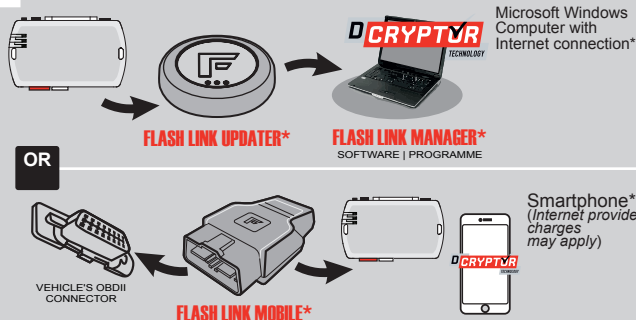 DCRYPTOR
TECHNOLOGY
Microsoft Windows
Computer with
Internet connection*
FLASH LINK UPDATER*
FLASH LINK MANAGER*
SOFTWARE | PROGRAMME
OR
Smartphone*
(Internet provide
charges
may apply)
DCRYPTOR
TECHNOLOGY
VEHICLE'S OBDII
CONNECTOR
FLASH LINK MOBILE*